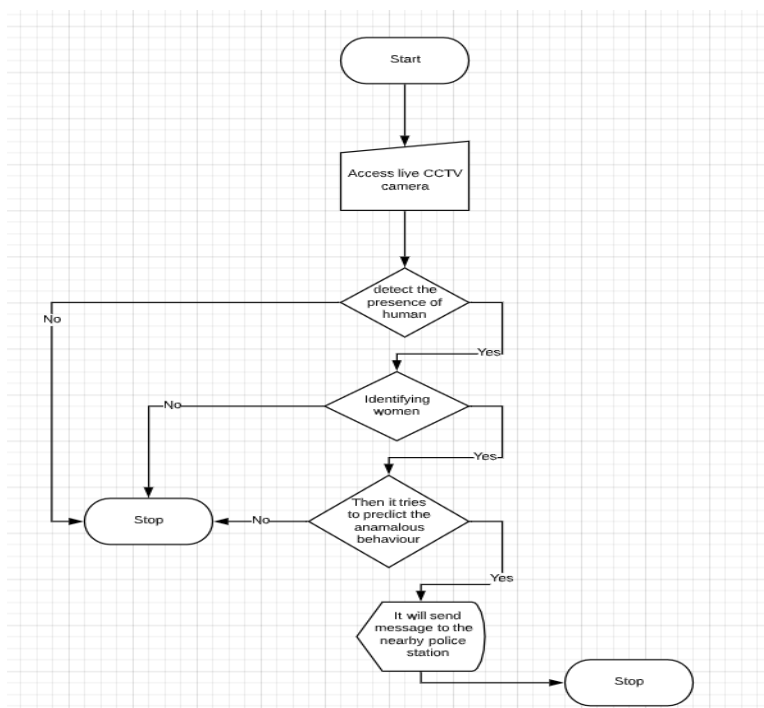 Start
Access live CCTV
camera
detect the
presence of
human
No
Yes
Identifying
women
No
Yes
Then it tries
to predict the
anamalous
behaviour
No
Stop
Yes
It will send
message to the
nearby police
station
Stop